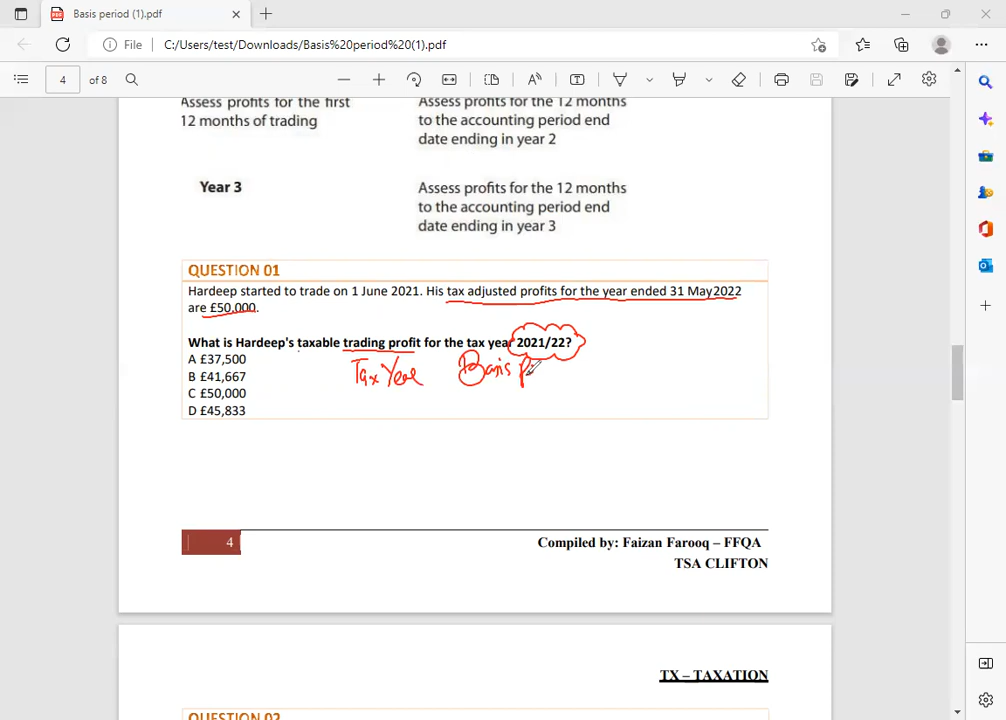 Basis period (1).pdf
File C:/Users/test/Downloads/Basis%20period%20(1).pdf
4 of 8
Assess profits for the first
12 months of trading
Assess profits for the 12 months
to the accounting period end
date ending in year 2
Year 3
Assess profits for the 12 months
to the accounting period end
date ending in year 3
QUESTION 01
Hardeep started to trade on 1 June 2021. His tax adjusted profits for the year ended 31 May 2022
are £50,000.
What is Hardeep's taxable trading profit for the tax year 2021/22?
A £37,500
B £41,667
C £50,000
D £45,833
Tax Year Basis P
4
Compiled by: Faizan Farooq – FFQA
TSA CLIFTON
TX – TAXATION
QUESTION 02